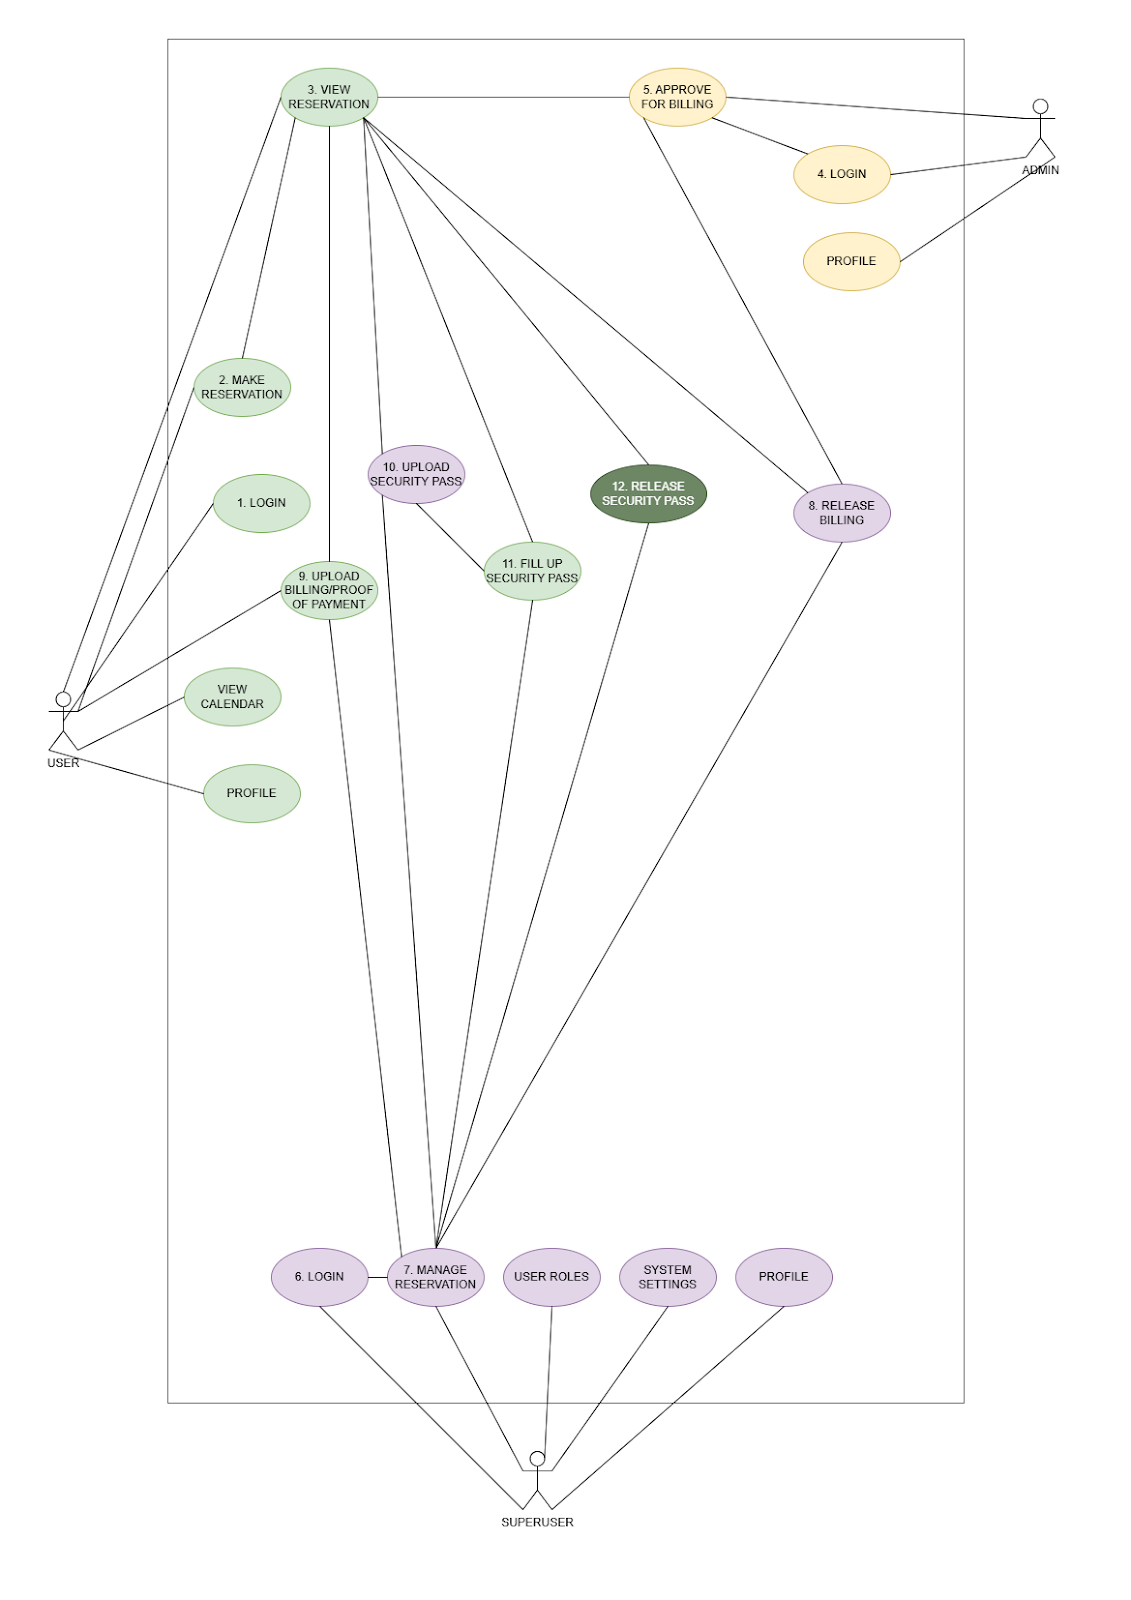 3. VIEW
RESERVATION
5. APPROVE
FOR BILLING
4. LOGIN
ADMIN
PROFILE
2. MAKE
RESERVATION
10. UPLOAD
SECURITY PASS
12. RELEASE
SECURITY PASS
1. LOGIN
8. RELEASE
BILLING
11. FILL UP
SECURITY PASS
9. UPLOAD
BILLING/PROOF
OF PAYMENT
VIEW
CALENDAR
USER
PROFILE
6. LOGIN
7. MANAGE
RESERVATION
USER ROLES
SYSTEM
SETTINGS
PROFILE
SUPERUSER